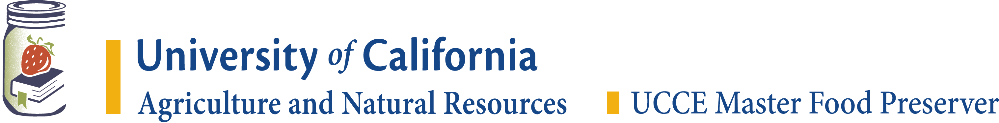 University of California
Agriculture and Natural Resources
UCCE Master Food Preserver